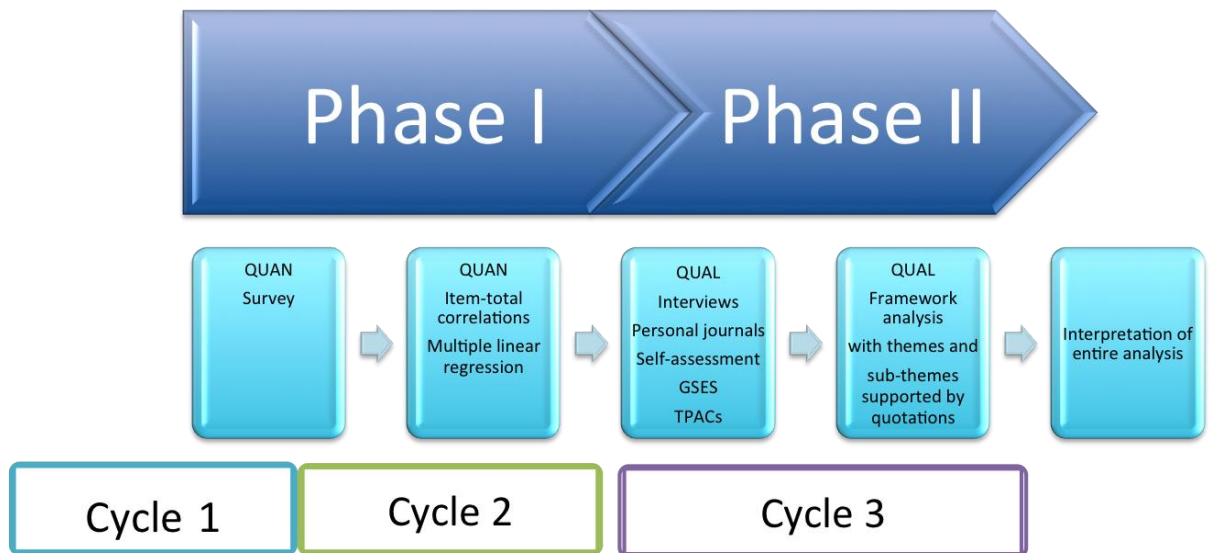 Phase I
Phase II
QUAN
Survey
QUAN
Item-total
correlations
Multiple linear
regression
QUAL
Interviews
Personal journals
Self-assessment
GSES
TPACs
QUAL
Framework
analysis
with themes and
sub-themes
supported by
quotations
Interpretation of
entire analysis
Cycle 1
Cycle 2
Cycle 3